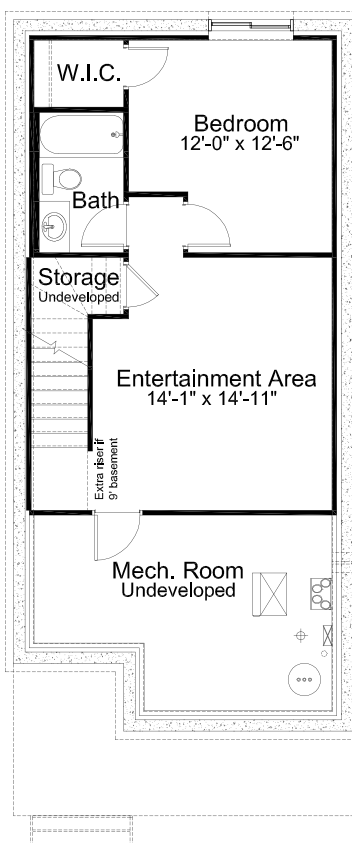 W.I.C.
Bedroom
12'-0" x 12'-6"
Bath
Storage
Undeveloped
Entertainment Area
14'-1" x 14'-11"
Extra riser if
9' basement
Mech. Room
Undeveloped